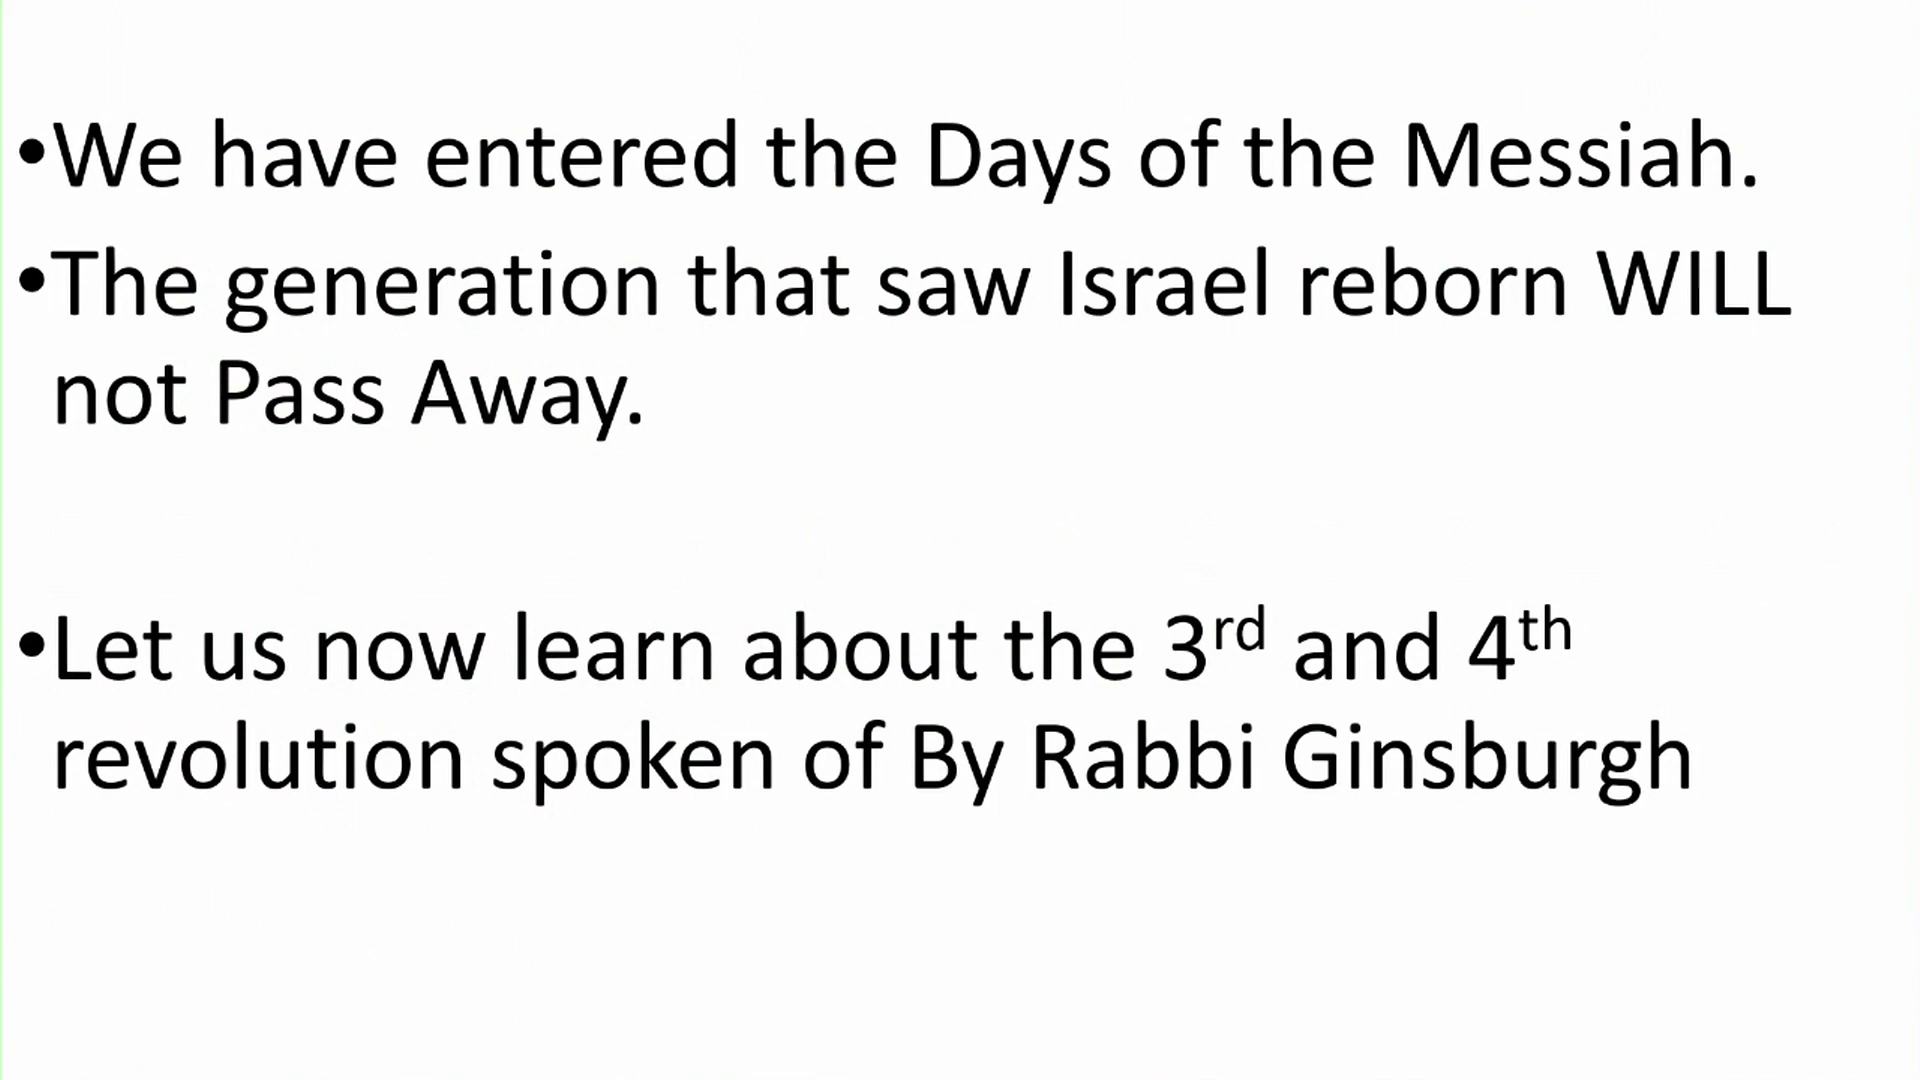 •We have entered the Days of the Messiah.
•The generation that saw Israel reborn WILL
not Pass Away.
•Let us now learn about the 3rd and 4th
revolution spoken of By Rabbi Ginsburgh